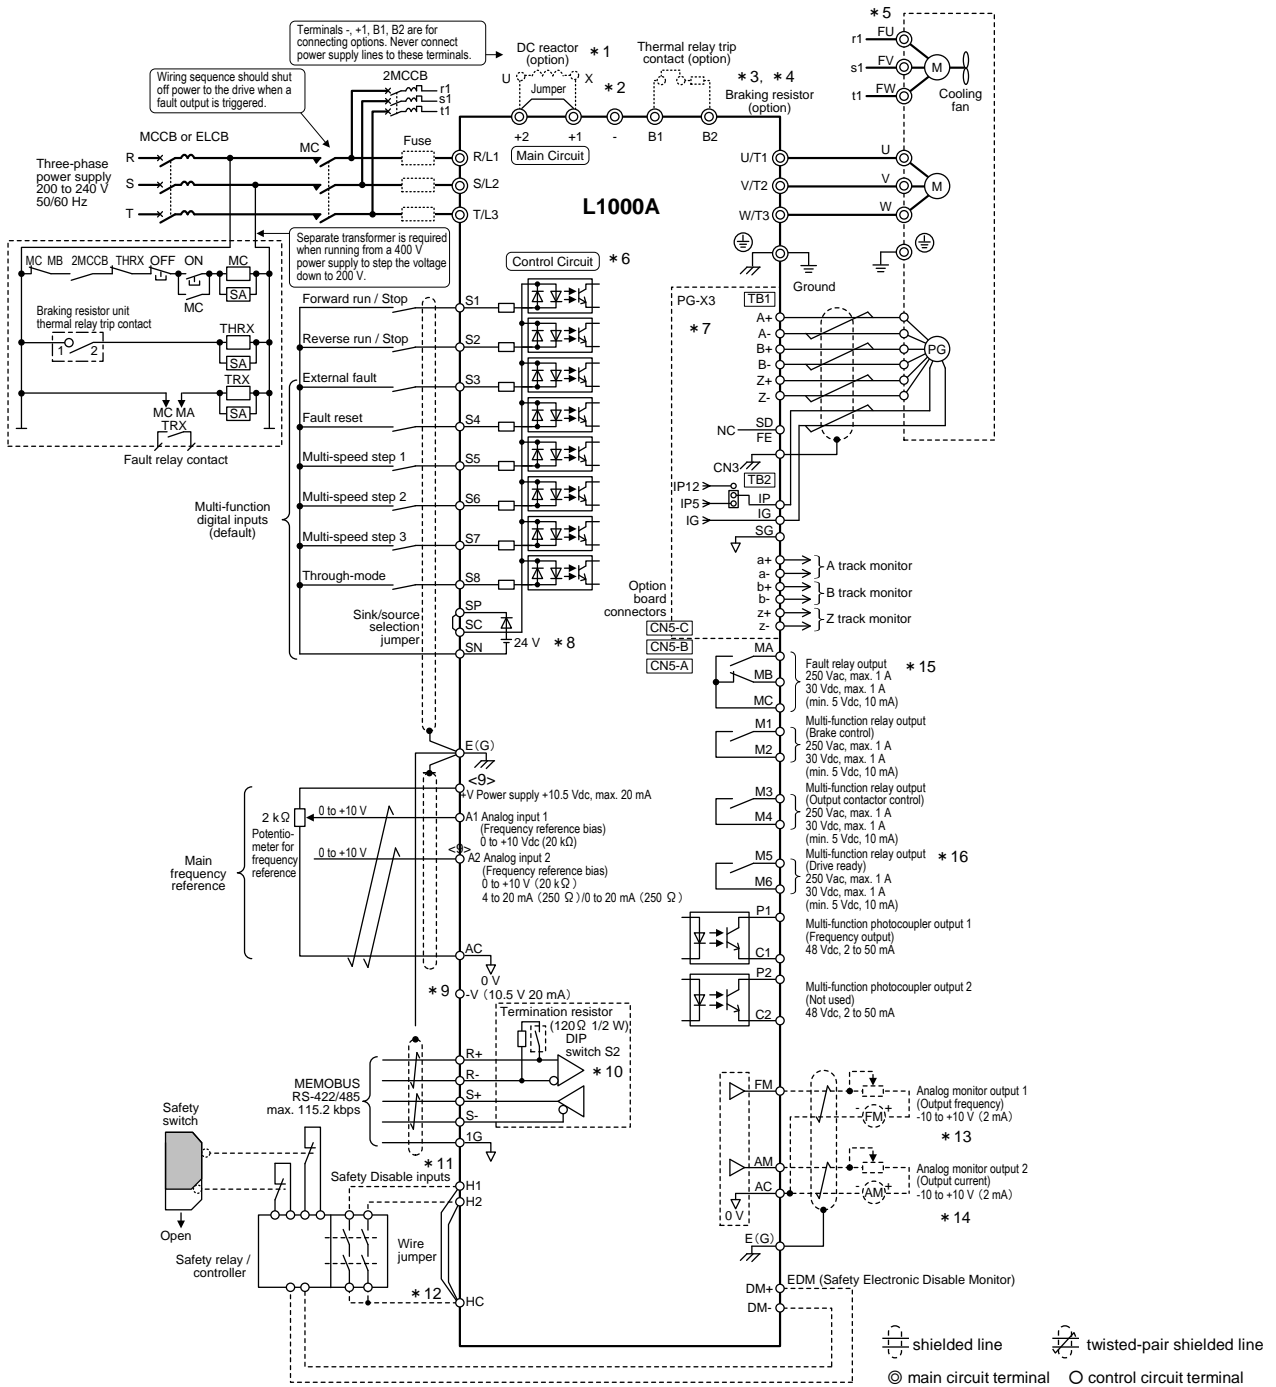 Terminals -, +1, B1, B2 are for
connecting options. Never connect
power supply lines to these terminals.
DC reactor
(option)
*1
U X
Jumper
*2
Thermal relay trip
contact (option)
*3, *4
Braking resistor
(option)
*5
r1 FU
s1 FV
t1 FW
M
Cooling
fan
Wiring sequence should shut
off power to the drive when a
fault output is triggered.
2MCCB
r1
s1
t1
+2 +1 - B1 B2
MCCB or ELCB
MC
Fuse
Main Circuit
Three-phase
power supply
200 to 240 V
50/60 Hz
R
S
T
R/L1
S/L2
T/L3
L1000A
U/T1
V/T2
W/T3
U
V
W
M
Ground
Separate transformer is required
when running from a 400 V
power supply to step the voltage
down to 200 V.
MC MB 2MCCB THRX OFF ON MC
SA
MC
Braking resistor unit
thermal relay trip contact
1 2
THRX
SA
TRX
SA
MC MA
TRX
Fault relay contact
Control Circuit
*6
Forward run / Stop S1
Reverse run / Stop S2
External fault S3
Fault reset S4
Multi-speed step 1 S5
Multi-speed step 2 S6
Multi-speed step 3 S7
Through-mode S8
Multi-function
digital inputs
(default)
Sink/source
selection
jumper
SP
SC
SN
24 V *8
PG-X3
*7
TB1
A+
A-
B+
B-
Z+
Z-
PG
NC SD
FE
CN3
TB2
IP12
IP5 IP
IG IG
SG
a+
a-
A track monitor
b+
b-
B track monitor
z+
z-
Z track monitor
Option
board
connectors
CN5-C
CN5-B
CN5-A
MA
MB
MC
Fault relay output *15
250 Vac, max. 1 A
30 Vdc, max. 1 A
(min. 5 Vdc, 10 mA)
M1
M2
Multi-function relay output
(Brake control)
250 Vac, max. 1 A
30 Vdc, max. 1 A
(min. 5 Vdc, 10 mA)
M3
M4
Multi-function relay output
(Output contactor control)
250 Vac, max. 1 A
30 Vdc, max. 1 A
(min. 5 Vdc, 10 mA)
M5
M6
Multi-function relay output *16
(Drive ready)
250 Vac, max. 1 A
30 Vdc, max. 1 A
(min. 5 Vdc, 10 mA)
P1
C1
Multi-function photocoupler output 1
(Frequency output)
48 Vdc, 2 to 50 mA
P2
C2
Multi-function photocoupler output 2
(Not used)
48 Vdc, 2 to 50 mA
E(G)
<9>
+V Power supply +10.5 Vdc, max. 20 mA
Main
frequency
reference
2 kΩ
Potentio-
meter for
frequency
reference
0 to +10 V
A1 Analog input 1
(Frequency reference bias)
0 to +10 Vdc (20 kΩ)
<9>
0 to +10 V
A2 Analog input 2
(Frequency reference bias)
0 to +10 V (20 kΩ)
4 to 20 mA (250 Ω)/0 to 20 mA (250 Ω)
AC
0 V
*9
-V (10.5 V 20 mA)
Termination resistor
(120Ω 1/2 W)
DIP
switch S2
*10
MEMOBUS
RS-422/485
max. 115.2 kbps
R+
R-
S+
S-
1G
*11
Safety Disable inputs
H1
H2
Safety
switch
Open
Safety relay /
controller
Wire
jumper
*12
HC
FM
Analog monitor output 1
(Output frequency)
-10 to +10 V (2 mA)
- FM +
*13
AM
Analog monitor output 2
(Output current)
-10 to +10 V (2 mA)
- AM +
*14
AC
0 V
E(G)
EDM (Safety Electronic Disable Monitor)
DM+
DM-
shielded line
twisted-pair shielded line
main circuit terminal
control circuit terminal